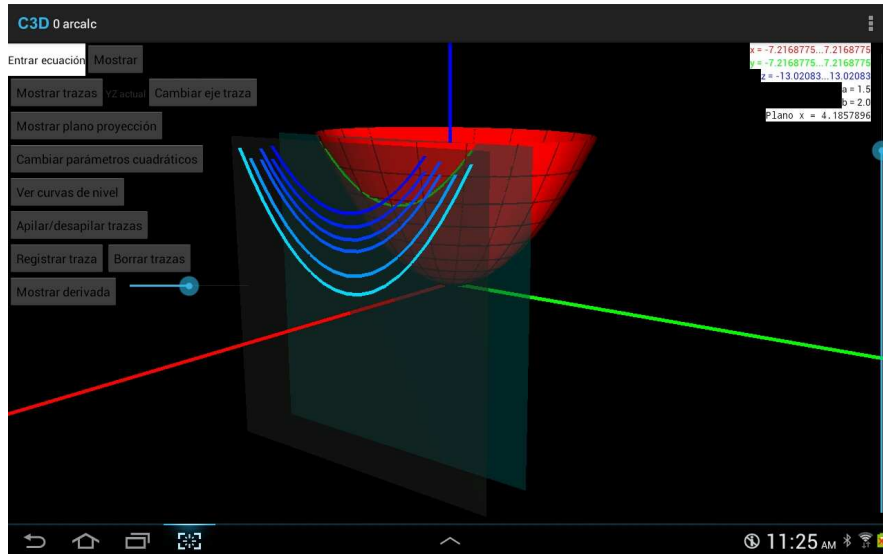 C3D 0 arcalc
Entrar ecuación Mostrar
Mostrar trazas YZ actual Cambiar eje traza
Mostrar plano proyección
Cambiar parámetros cuadráticos
Ver curvas de nivel
Apilar/desapilar trazas
Registrar traza Borrar trazas
Mostrar derivada
x = -7.2168775...7.2168775
y = -7.2168775...7.2168775
z = -13.02083...13.02083
a = 1.5
b = 2.0
Plano x = 4.1857896
11:25 AM